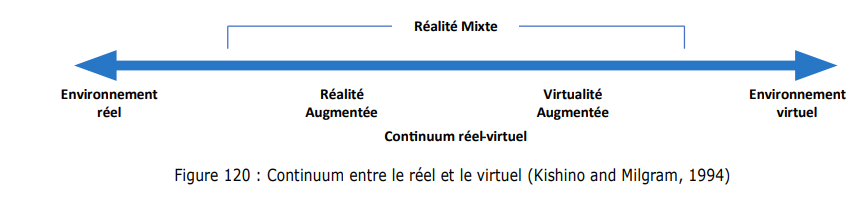 Réalité Mixte
Environnement
réel
Réalité
Augmentée
Virtualité
Augmentée
Environnement
virtuel
Continuum réel-virtuel
Figure 120 : Continuum entre le réel et le virtuel (Kishino and Milgram, 1994)